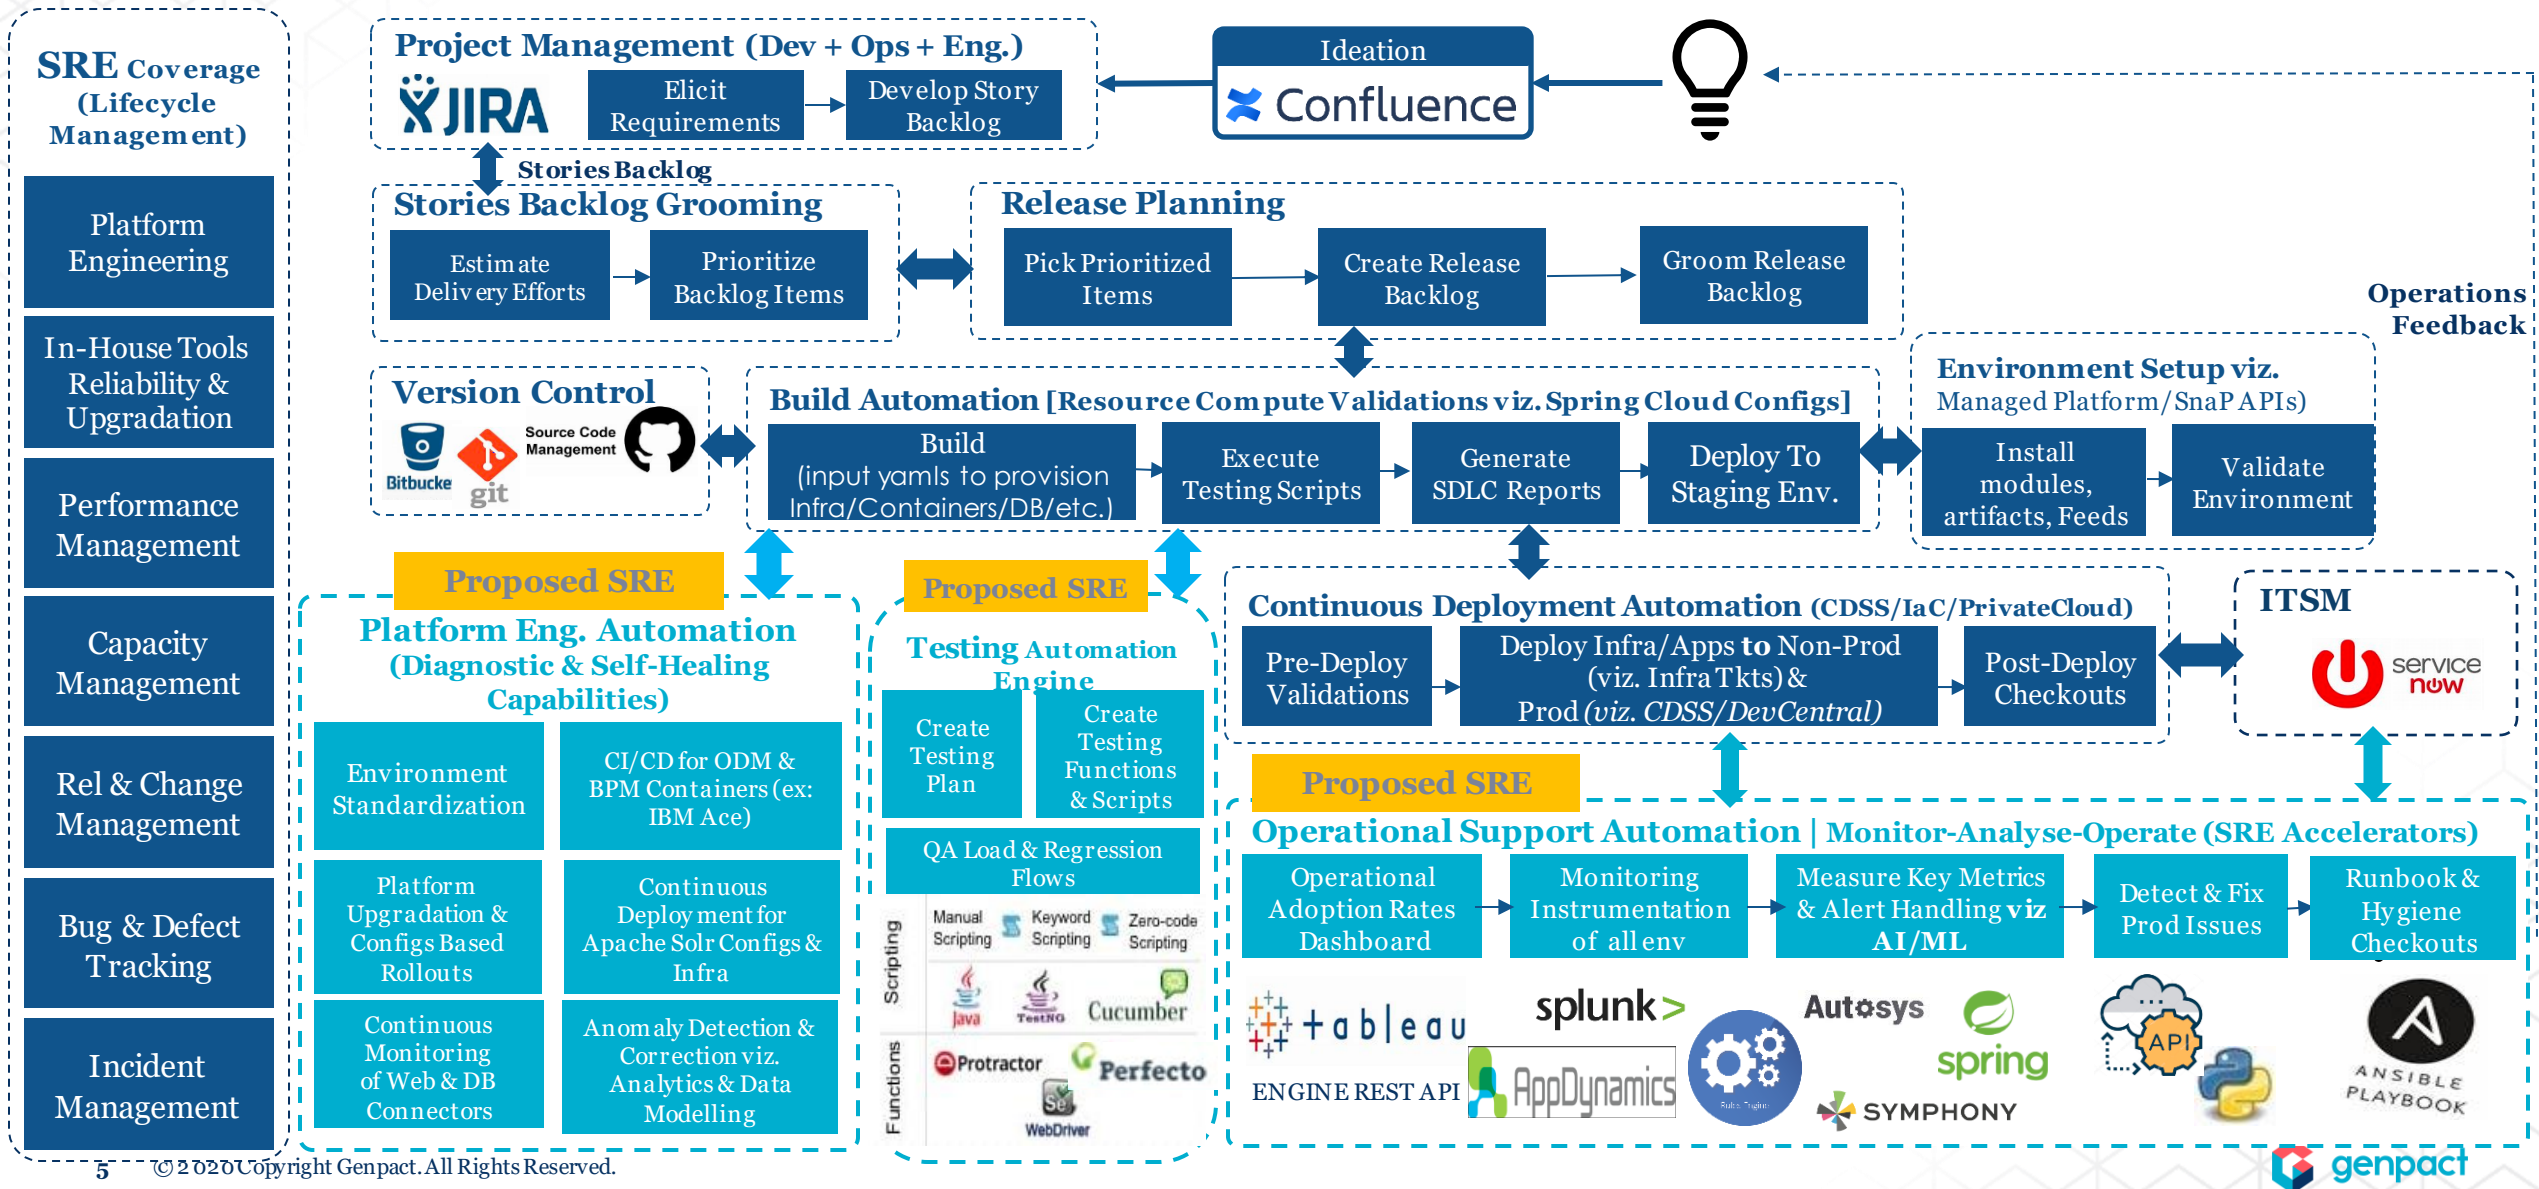 SRE Coverage
(Lifecycle
Management)
Platform
Engineering
In-House Tools
Reliability &
Upgradation
Performance
Management
Capacity
Management
Rel & Change
Management
Bug & Defect
Tracking
Incident
Management
Project Management (Dev + Ops + Eng.)
JIRA
Elicit
Requirements
Develop Story
Backlog
Ideation
Confluence
Stories Backlog
Stories Backlog Grooming
Estimate
Delivery Efforts
Prioritize
Backlog Items
Release Planning
Pick Prioritized
Items
Create Release
Backlog
Groom Release
Backlog
Operations
Feedback
Version Control
Bitbucke
git
Source Code
Management
Build Automation [Resource Compute Validations viz. Spring Cloud Configs]
Build
(input yamls to provision
Infra/Containers/DB/etc.)
Execute
Testing Scripts
Generate
SDLC Reports
Deploy To
Staging Env.
Environment Setup viz.
Managed Platform/SnaP APIs)
Install
modules,
artifacts, Feeds
Validate
Environment
Proposed SRE
Platform Eng. Automation
(Diagnostic & Self-Healing
Capabilities)
Environment
Standardization
CI/CD for ODM &
BPM Containers (ex:
IBM Ace)
Platform
Upgradation &
Configs Based
Rollouts
Continuous
Deployment for
Apache Solr Configs &
Infra
Continuous
Monitoring
of Web & DB
Connectors
Anomaly Detection &
Correction viz.
Analytics & Data
Modelling
Proposed SRE
Testing Automation
Engine
Create
Testing
Plan
Create
Testing
Functions
& Scripts
QA Load & Regression
Flows
Scripting
Manual
Scripting
Keyword
Scripting
Zero-code
Scripting
Java
TestNG
Cucumber
Functions
Protractor
Perfecto
Se
WebDriver
Continuous Deployment Automation (CDSS/IaC/PrivateCloud)
Pre-Deploy
Validations
Deploy Infra/Apps to Non-Prod
(viz. Infra Tkts) &
Prod (viz. CDSS/DevCentral)
Post-Deploy
Checkouts
ITSM
service
now
Proposed SRE
Operational Support Automation | Monitor-Analyse-Operate (SRE Accelerators)
Operational
Adoption Rates
Dashboard
Monitoring
Instrumentation
of all env
Measure Key Metrics
& Alert Handling viz
AI/ML
Detect & Fix
Prod Issues
Runbook &
Hygiene
Checkouts
tableau
ENGINE REST API
splunk>
AppDynamics
Rules Engine
Autosys
spring
SYMPHONY
API
ANSIBLE
PLAYBOOK
5 © 2020 Copyright Genpact. All Rights Reserved.
genpact